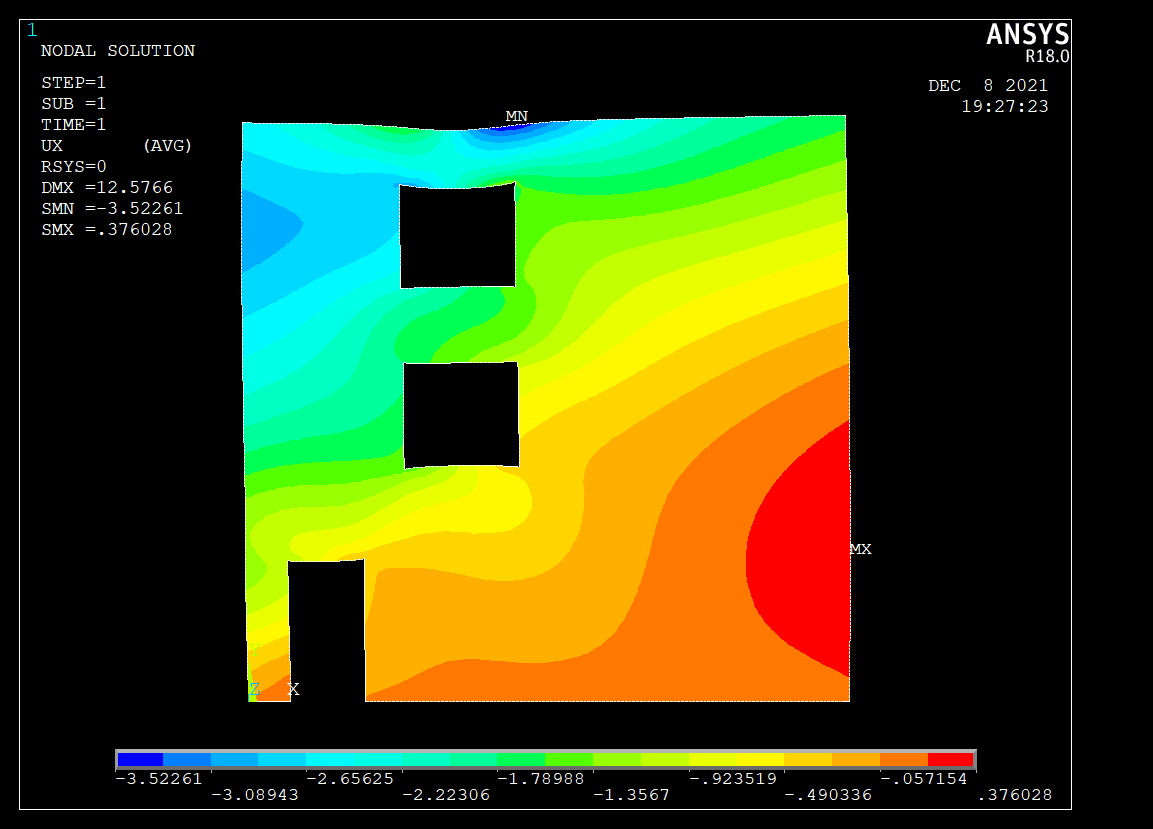 1
ANSYS
R18.0
NODAL SOLUTION
STEP=1
SUB =1
TIME=1
UX (AVG)
RSYS=0
DMX =12.5766
SMN =-3.52261
SMX =.376028
DEC 8 2021
19:27:23
MN
MX
Y
Z X
-3.52261 -2.65625 -1.78988 -.923519 -.057154
-3.08943 -2.22306 -1.3567 -.490336 .376028